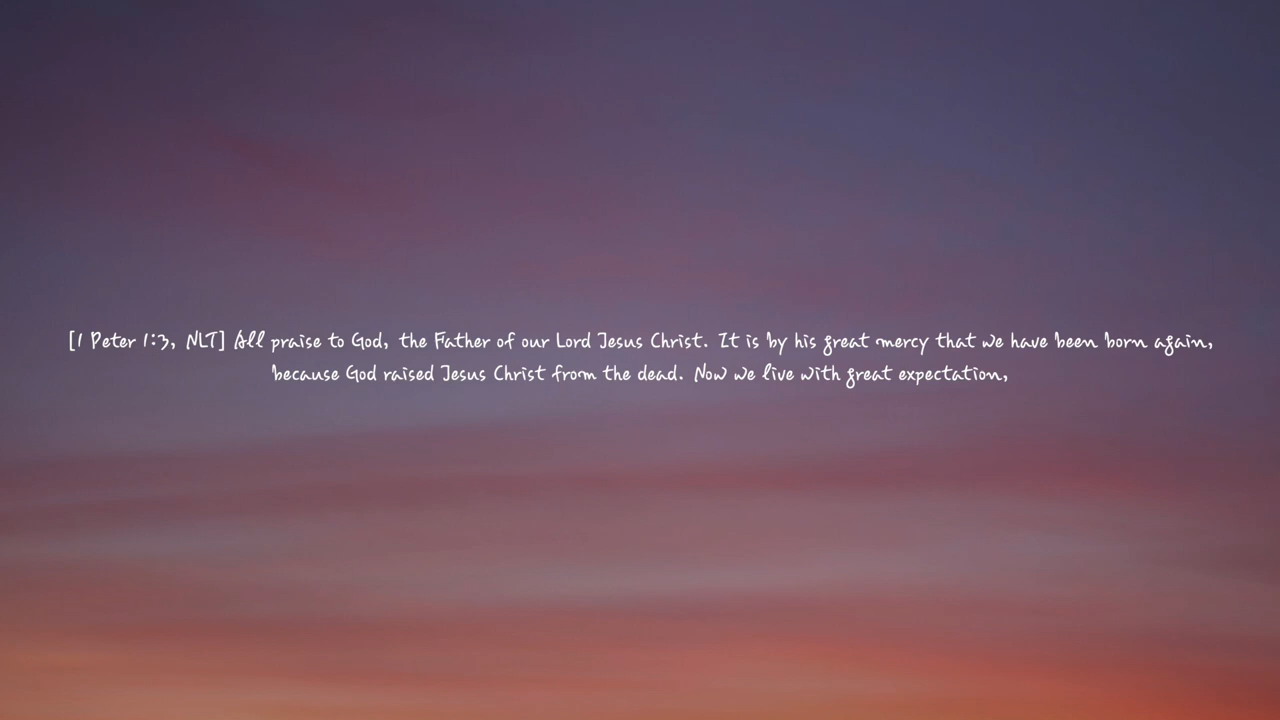 [1 Peter 1:3, NLT] All praise to God, the Father of our Lord Jesus Christ. It is by his great mercy that we have been born again,
because God raised Jesus Christ from the dead. Now we live with great expectation,